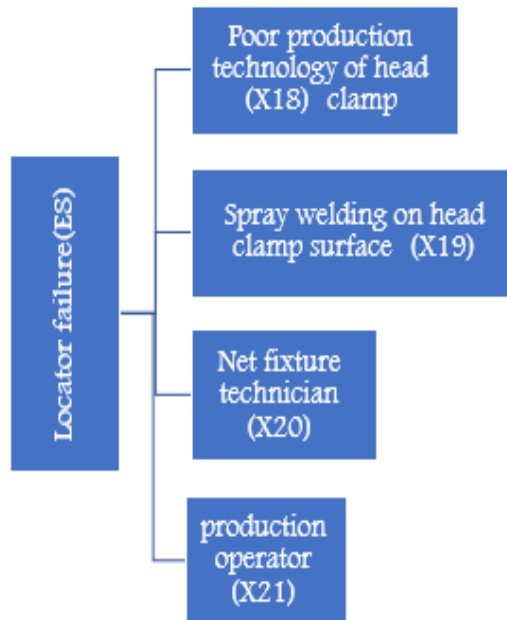 Poor production
technology of head
(X18) clamp
Locator failure(ES)
Spray welding on head
clamp surface (X19)
Net fixture
technician
(X20)
production
operator
(X21)